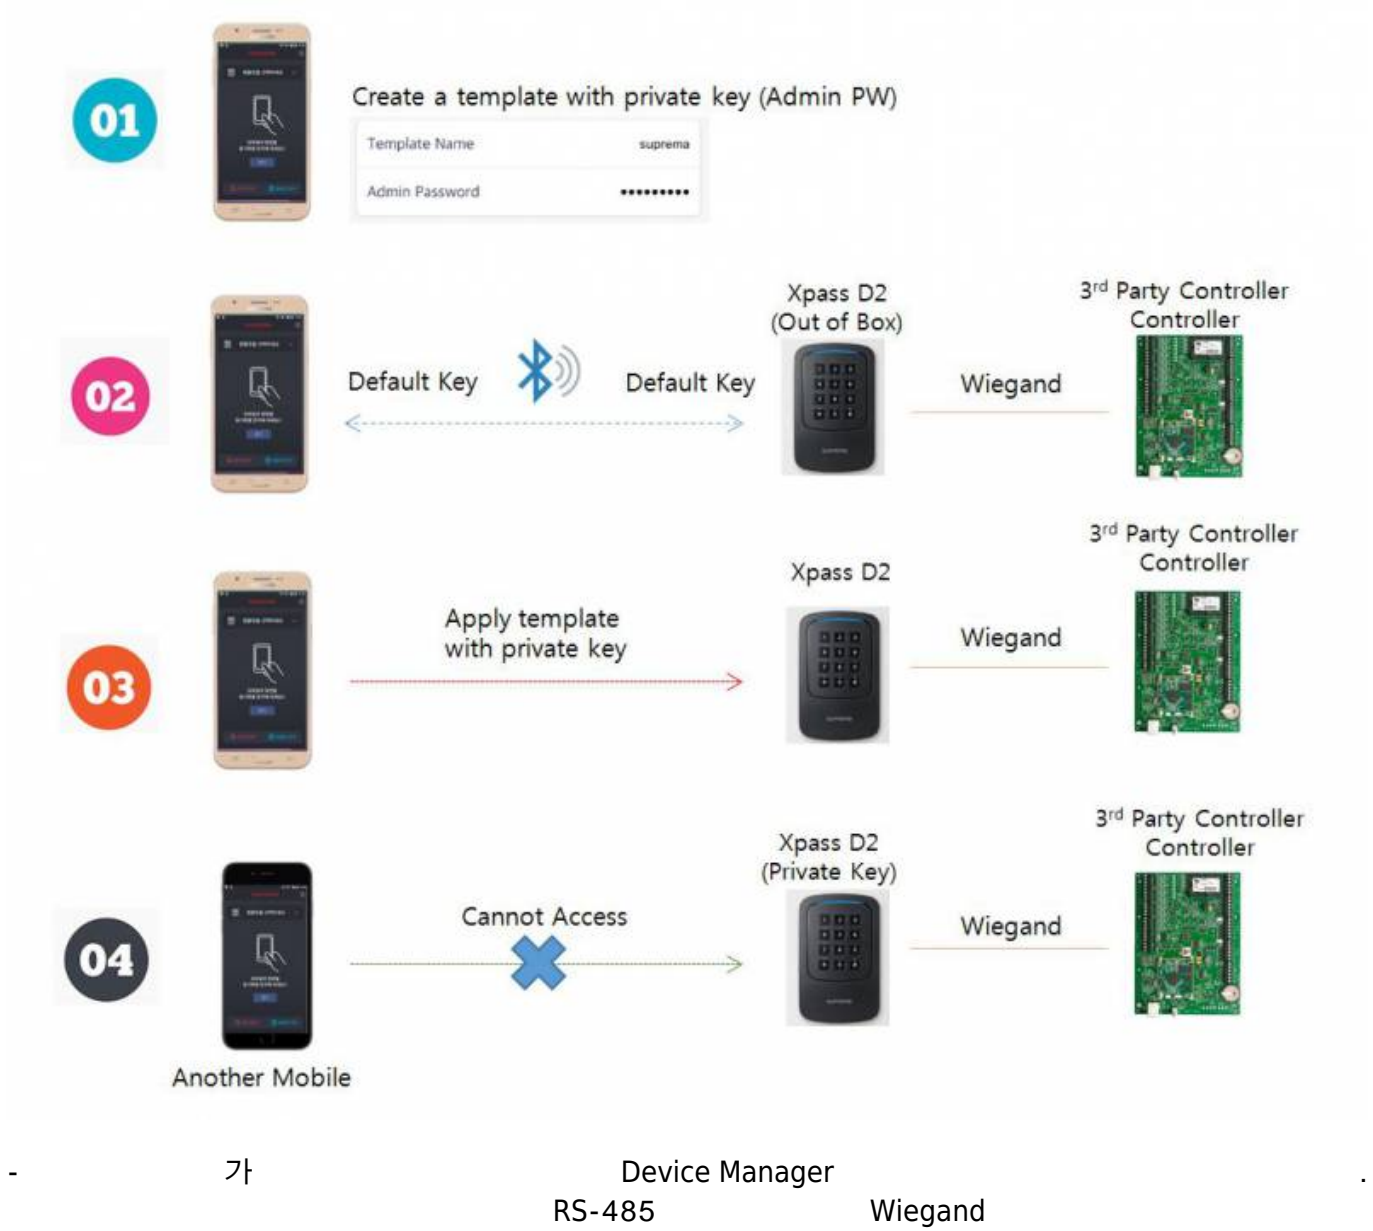 01
Create a template with private key (Admin PW)
Template Name suprema
Admin Password •••••••••
Xpass D2
(Out of Box)
3rd Party Controller
Controller
02
Default Key
Default Key
Wiegand
3rd Party Controller
Controller
Xpass D2
03
Apply template
with private key
Wiegand
3rd Party Controller
Controller
Xpass D2
(Private Key)
04
Cannot Access
Wiegand
Another Mobile
- 가 Device Manager .
RS-485 Wiegand